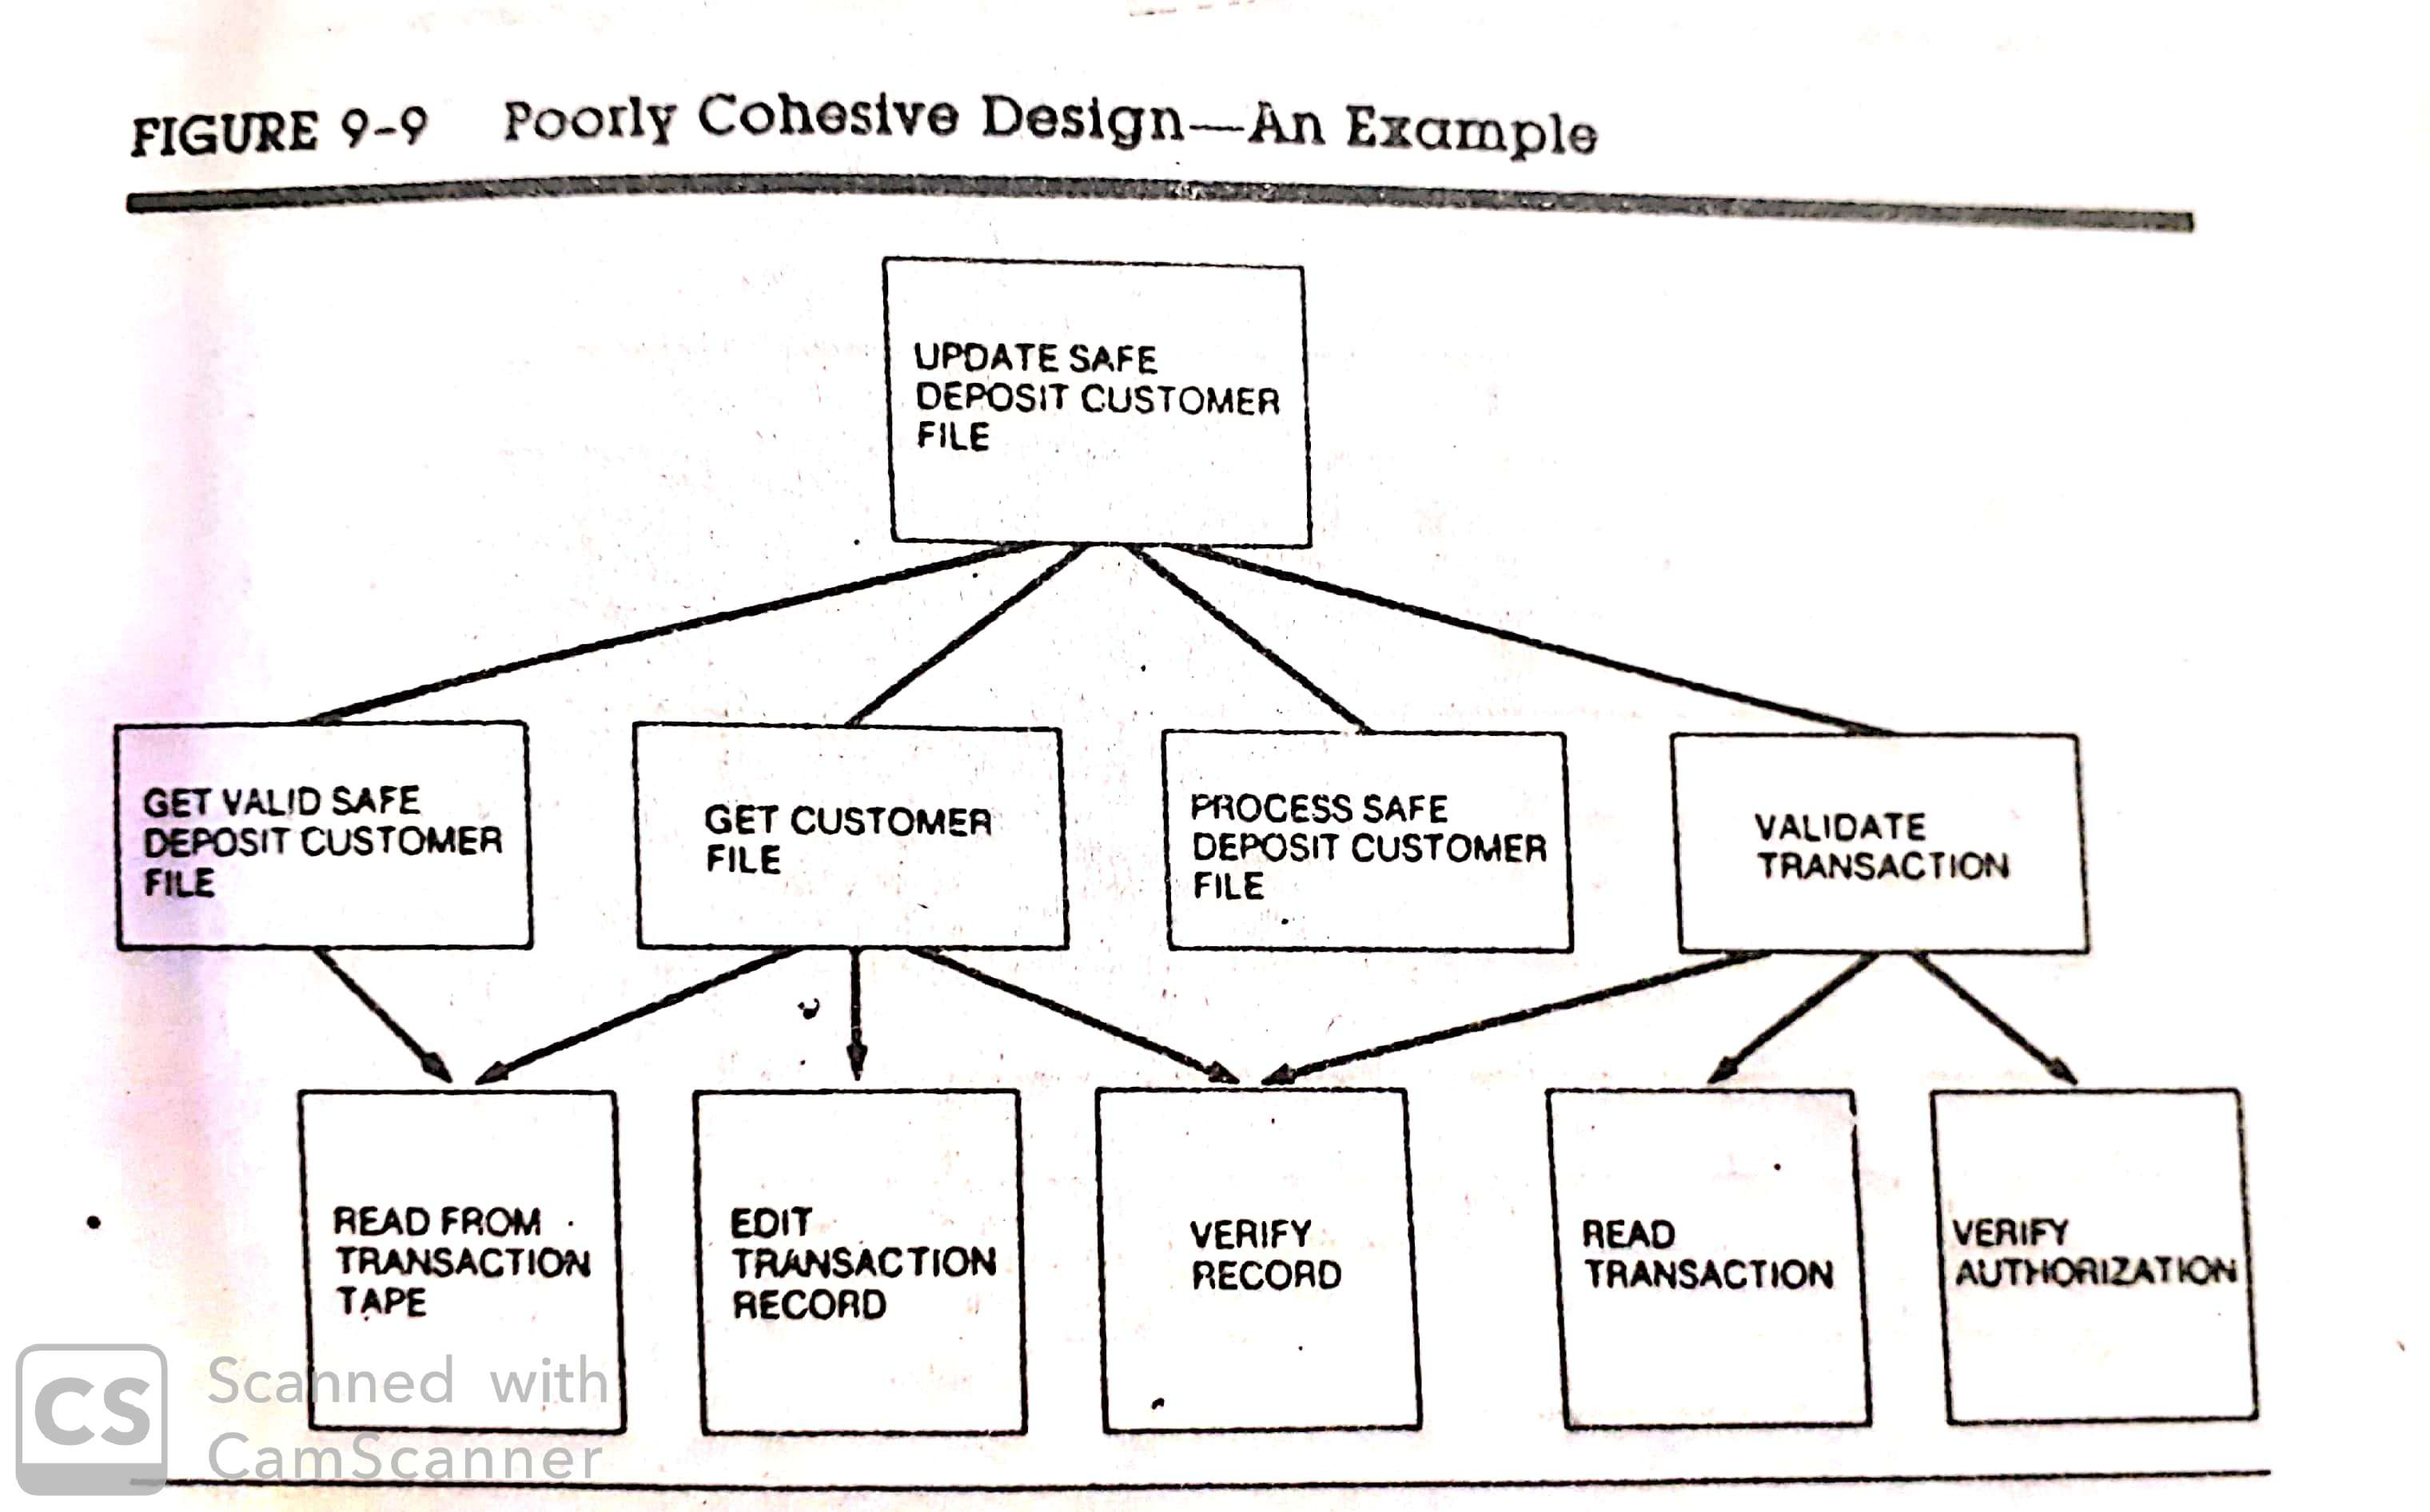 FIGURE 9-9 Poorly Cohesive Design—An Example
UPDATE SAFE
DEPOSIT CUSTOMER
FILE
GET VALID SAFE
DEPOSIT CUSTOMER
FILE
GET CUSTOMER
FILE
PROCESS SAFE
DEPOSIT CUSTOMER
FILE
VALIDATE
TRANSACTION
READ FROM
TRANSACTION
TAPE
EDIT
TRANSACTION
RECORD
VERIFY
RECORD
READ
TRANSACTION
VERIFY
AUTHORIZATION
CS
Scanned with
CamScanner